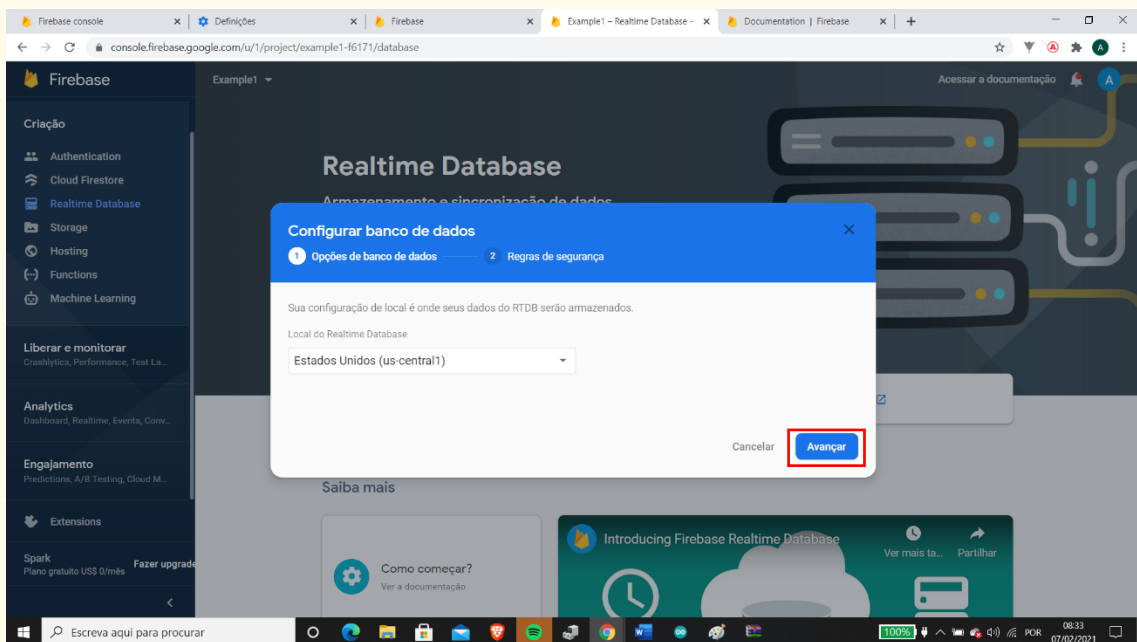 Firebase console
Definições
Firebase
Example1 – Realtime Database –
Documentation | Firebase
console.firebase.google.com/u/1/project/example1-f6171/database
A
Firebase
Example1
Acessar a documentação
A
Criação
Authentication
Cloud Firestore
Realtime Database
Storage
Hosting
Functions
Machine Learning
Liberar e monitorar
Crashlytics, Performance, Test La...
Analytics
Dashboard, Realtime, Events, Conv...
Engajamento
Predictions, A/B Testing, Cloud M...
Extensions
Spark
Plano gratuito US$ 0/mês
Fazer upgrade
Realtime Database
Armazenamento e sincronização de dados
Configurar banco de dados
1 Opções de banco de dados
2 Regras de segurança
Sua configuração de local é onde seus dados do RTDB serão armazenados.
Local do Realtime Database
Estados Unidos (us-central1)
Cancelar
Avançar
Saiba mais
Como começar?
Ver a documentação
Introducing Firebase Realtime Database
Ver mais ta...
Partilhar
Escreva aqui para procurar
100%
POR
08:33
07/02/2021